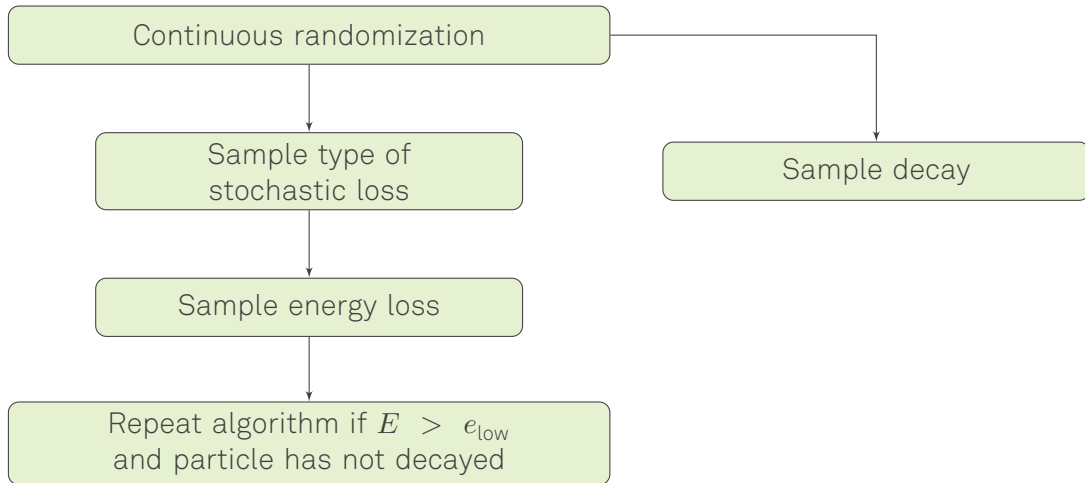 Continuous randomization
Sample type of
stochastic loss
Sample decay
Sample energy loss
Repeat algorithm if E > e_low
and particle has not decayed